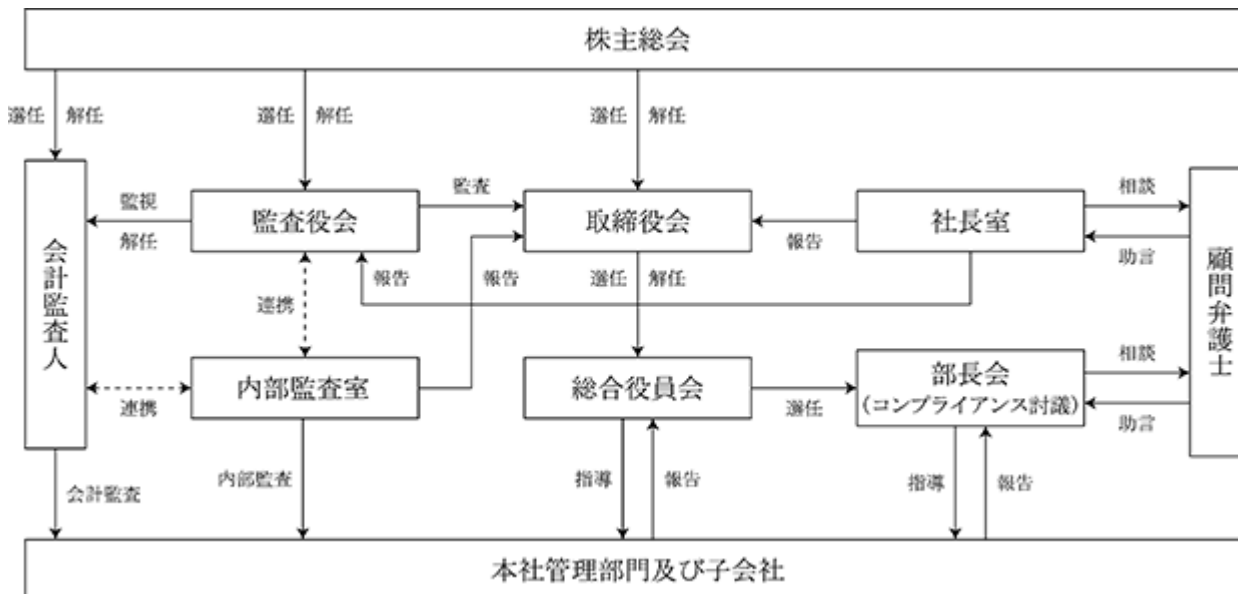 株主総会
選任 解任
選任 解任
選任 解任
会計監査人
監視
解任
監査役会
監査
取締役会
報告
社長室
相談
助言
顧問弁護士
連携
報告
報告
選任 解任
連携
内部監査室
総合役員会
選任
部長会
(コンプライアンス討議)
相談
助言
会計監査
内部監査
指導
報告
指導
報告
本社管理部門及び子会社